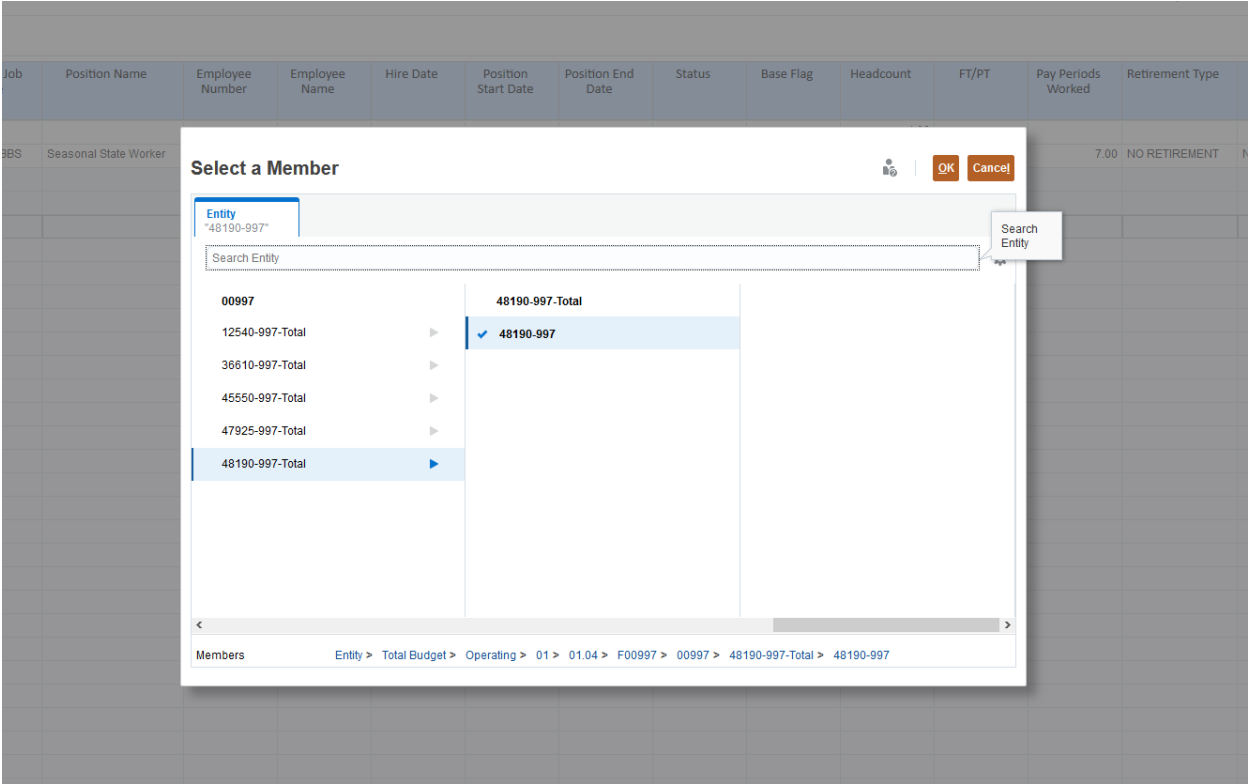 Job Position Name Employee Number Employee Name Hire Date Position Start Date Position End Date Status Base Flag Headcount FT/PT Pay Periods Worked Retirement Type
BBS Seasonal State Worker 7.00 NO RETIREMENT N
Select a Member
OK Cancel
Entity
"48190-997"
Search Entity
Search
Entity
00997 48190-997-Total
12540-997-Total 48190-997
36610-997-Total
45550-997-Total
47925-997-Total
48190-997-Total
Members Entity > Total Budget > Operating > 01 > 01.04 > F00997 > 00997 > 48190-997-Total > 48190-997